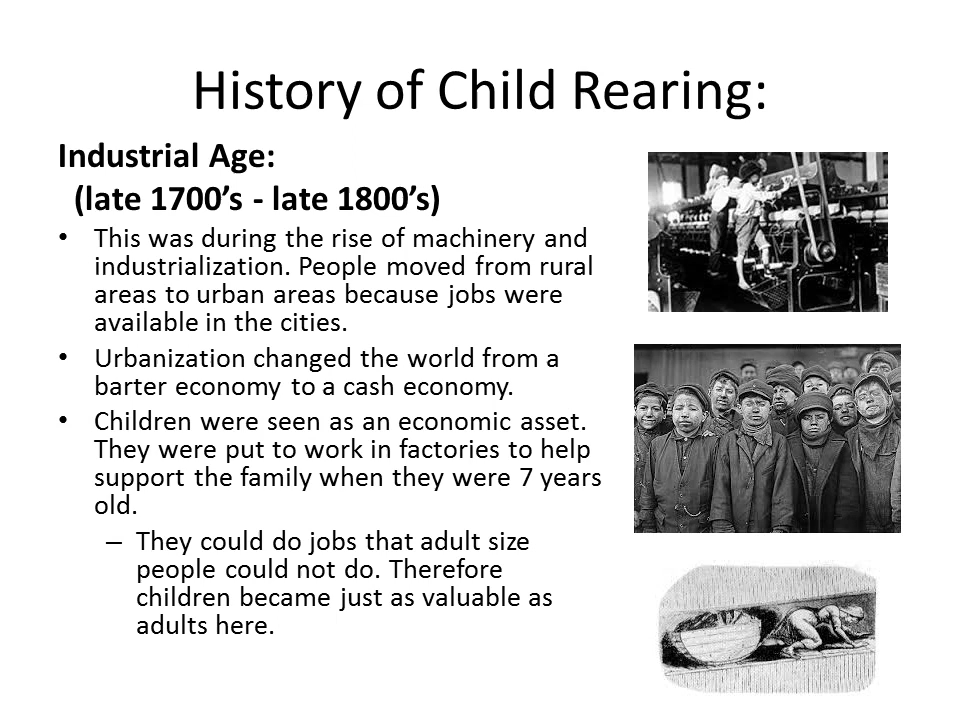 History of Child Rearing:
Industrial Age:
(late 1700’s - late 1800’s)
• This was during the rise of machinery and
industrialization. People moved from rural
areas to urban areas because jobs were
available in the cities.
• Urbanization changed the world from a
barter economy to a cash economy.
• Children were seen as an economic asset.
They were put to work in factories to help
support the family when they were 7 years
old.
– They could do jobs that adult size
people could not do. Therefore
children became just as valuable as
adults here.